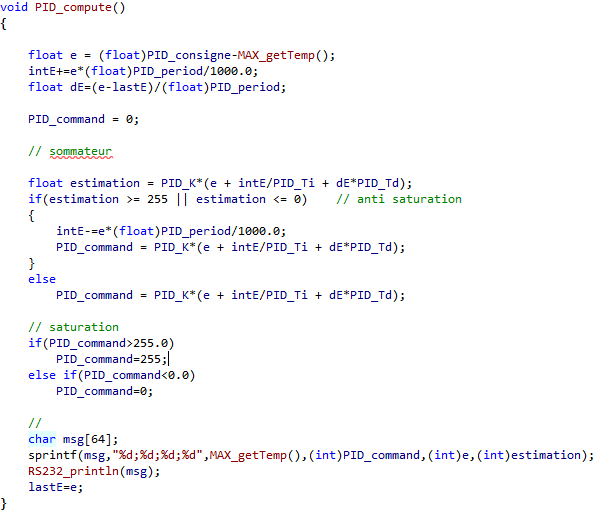 void PID_compute()
{
float e = (float)PID_consigne-MAX_getTemp();
intE+=e*(float)PID_period/1000.0;
float dE=(e-lastE)/(float)PID_period;
PID_command = 0;
// sommateur
float estimation = PID_K*(e + intE/PID_Ti + dE*PID_Td);
if(estimation >= 255 || estimation <= 0)    // anti saturation
{
intE-=e*(float)PID_period/1000.0;
PID_command = PID_K*(e + intE/PID_Ti + dE*PID_Td);
}
else
PID_command = PID_K*(e + intE/PID_Ti + dE*PID_Td);
// saturation
if(PID_command>255.0)
PID_command=255;
else if(PID_command<0.0)
PID_command=0;
//
char msg[64];
sprintf(msg,"%d;%d;%d;%d",MAX_getTemp(),(int)PID_command,(int)e,(int)estimation);
RS232_println(msg);
lastE=e;
}